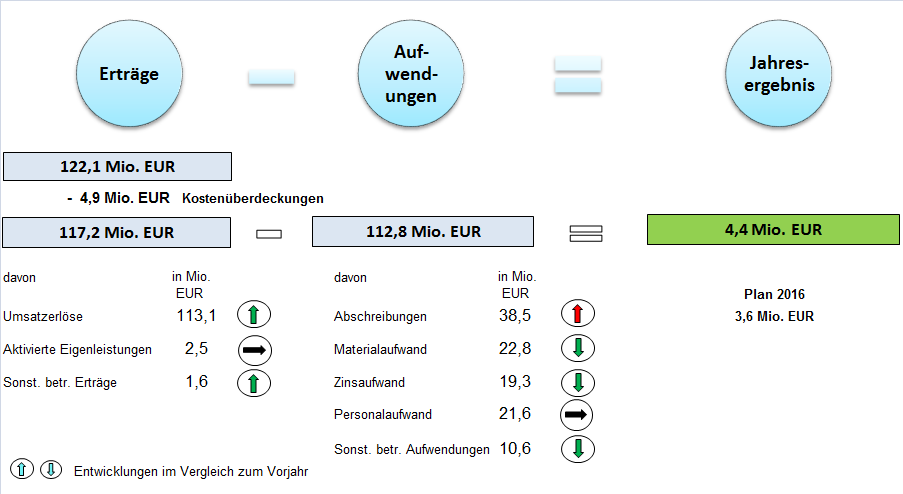 Erträge
Auf-
wend-
ungen
Jahres-
ergebnis
122,1 Mio. EUR
- 4,9 Mio. EUR Kostenüberdeckungen
117,2 Mio. EUR
112,8 Mio. EUR
4,4 Mio. EUR
davon in Mio.
EUR
Umsatzerlöse 113,1
Aktivierte Eigenleistungen 2,5
Sonst. betr. Erträge 1,6
davon in Mio.
EUR
Abschreibungen 38,5
Materialaufwand 22,8
Zinsaufwand 19,3
Personalaufwand 21,6
Sonst. betr. Aufwendungen 10,6
Plan 2016
3,6 Mio. EUR
Entwicklungen im Vergleich zum Vorjahr